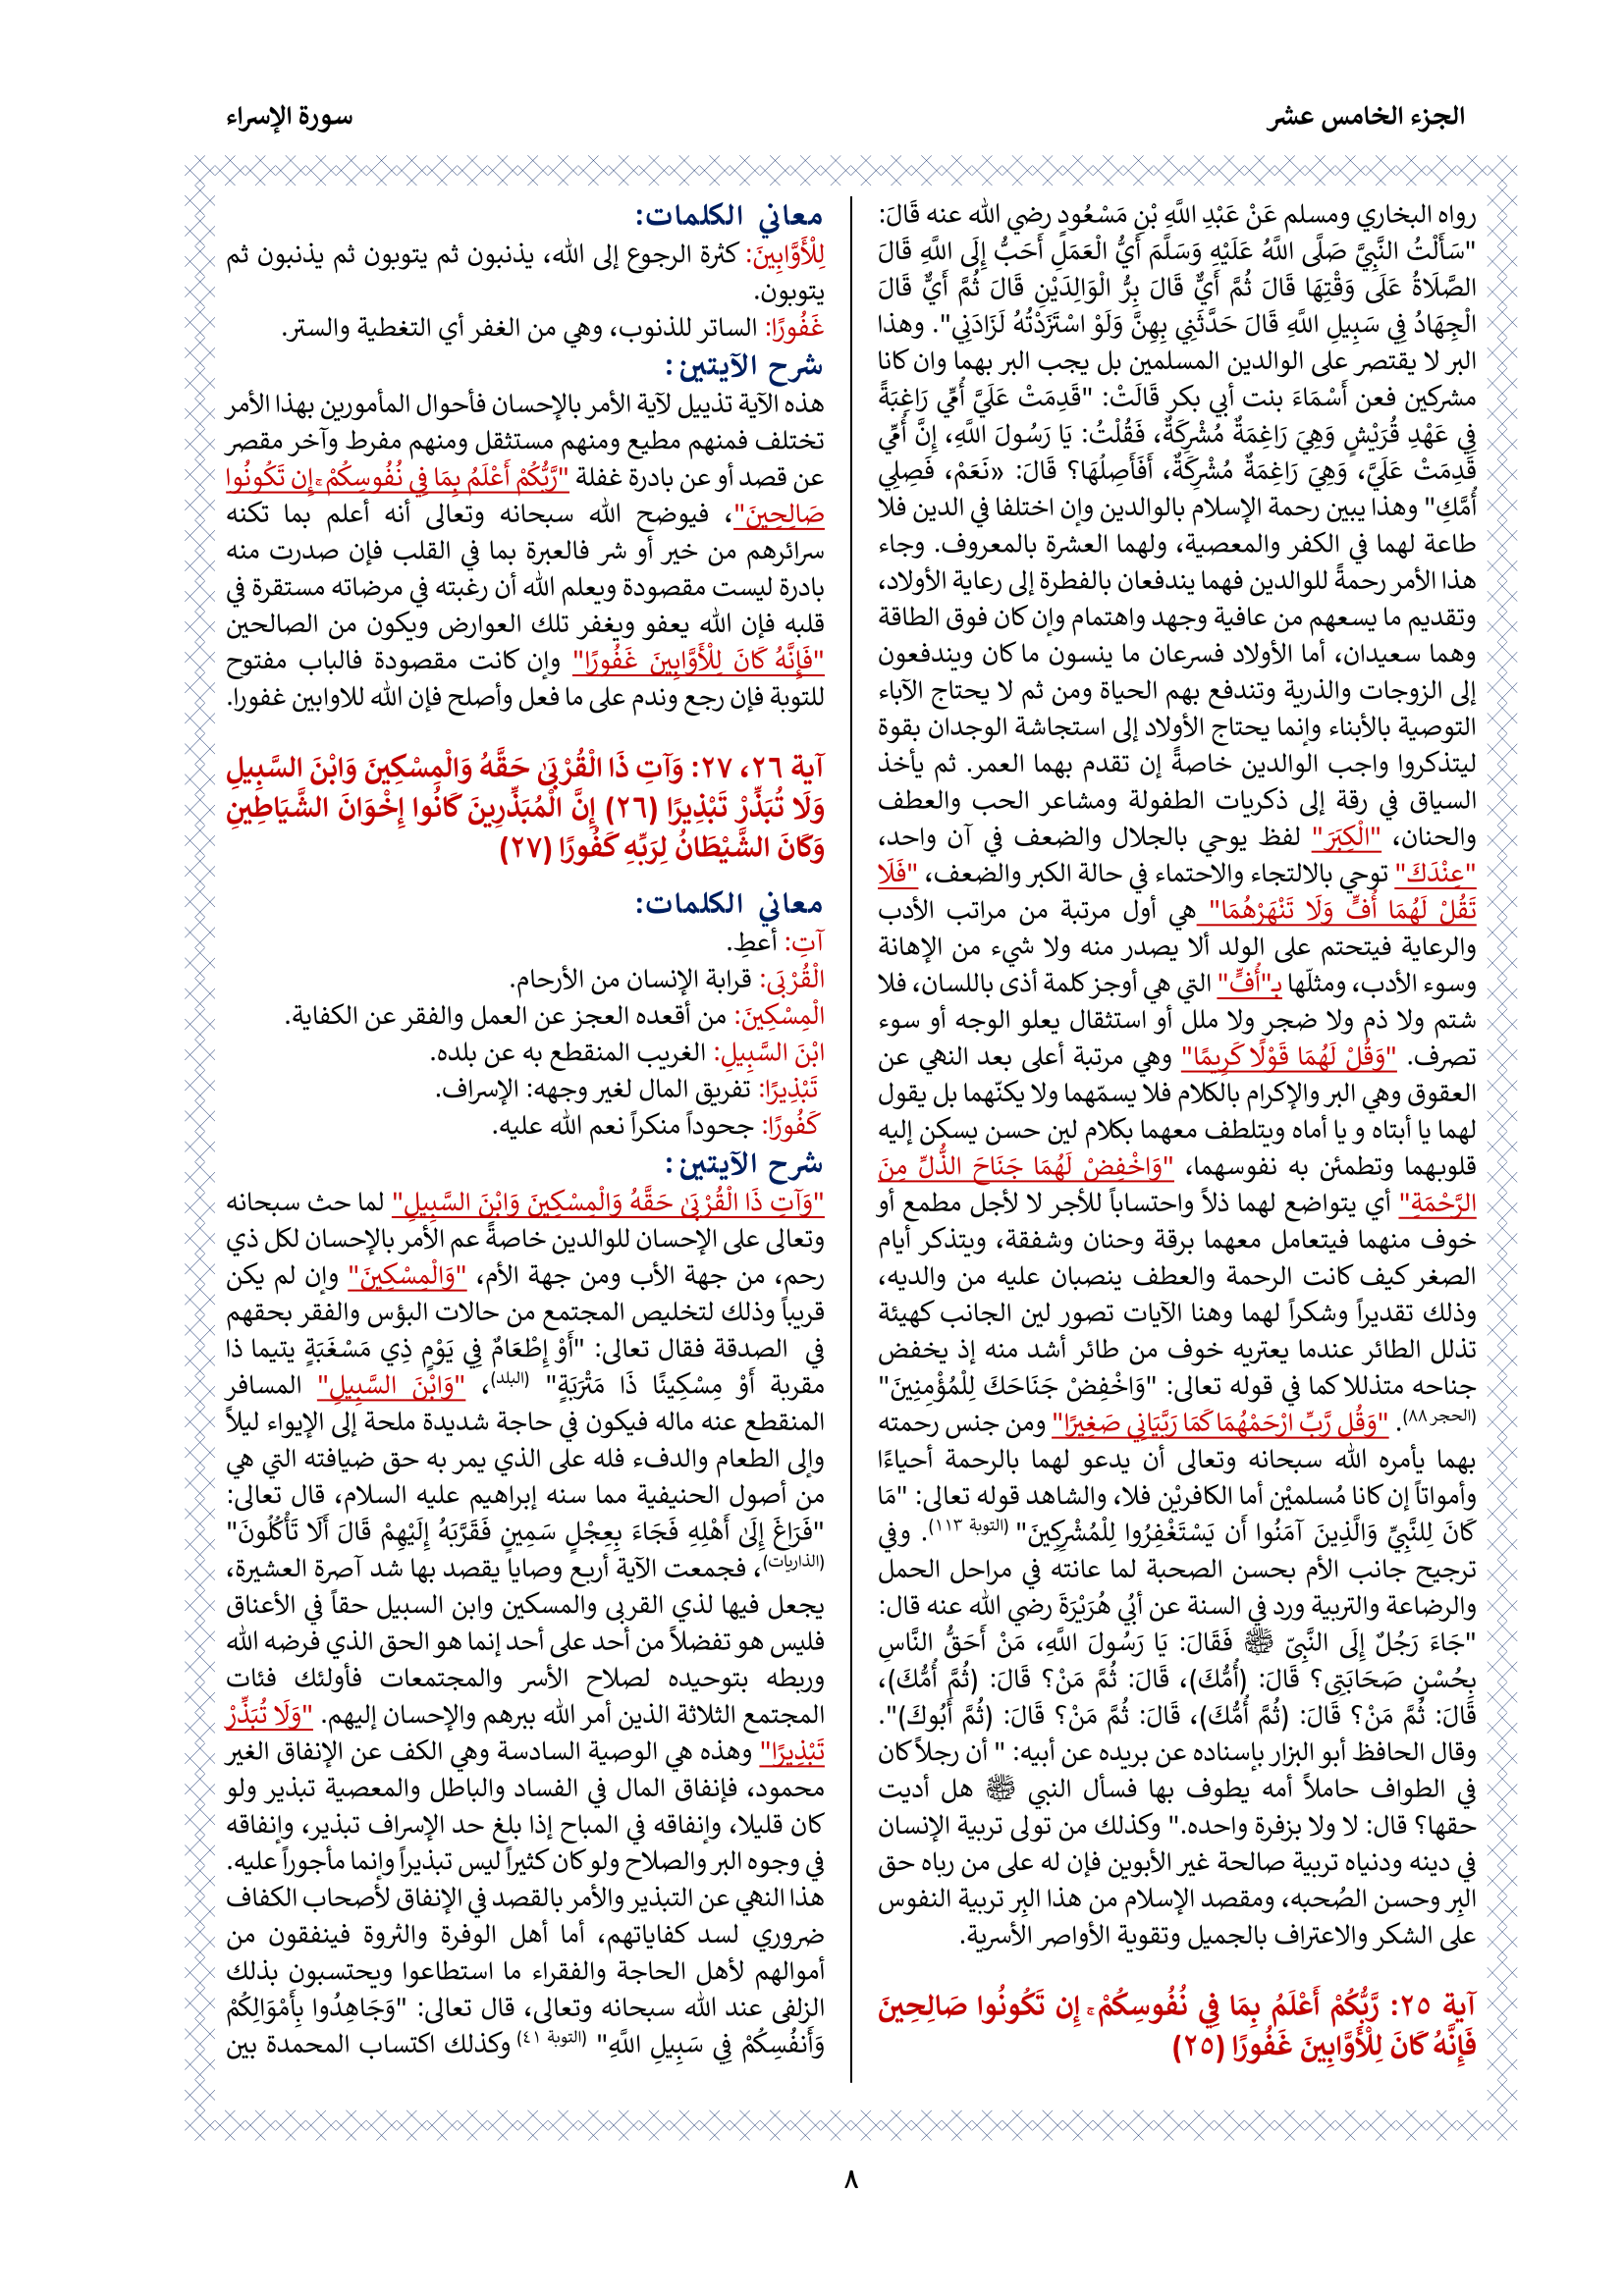 الجزء الخامس عشر
سورة الإسراء
رواه البخاري ومسلم عَنْ عَبْدِ اللَّهِ بْنِ مَسْعُودٍ رضي الله عنه قَالَ:
"سَأَلْتُ النَّبِيَّ صَلَّى اللَّهُ عَلَيْهِ وَسَلَّمَ أَيُّ الْعَمَلِ أَحَبُّ إِلَى اللَّهِ قَالَ
الصَّلَاةُ عَلَى وَقْتِهَا قَالَ ثُمَّ أَيٌّ قَالَ بِرُّ الْوَالِدَيْنِ قَالَ ثُمَّ أَيٌّ قَالَ
الْجِهَادُ فِي سَبِيلِ اللَّهِ قَالَ حَدَّثَنِي بِهِنَّ وَلَوْ اسْتَزَدْتُهُ لَزَادَنِي". وهذا
البر لا يقتصر على الوالدين المسلمين بل يجب البر بهما وان كانا
مشركين فعن أَسْمَاءَ بنت أبي بكر قَالَتْ: "قَدِمَتْ عَلَيَّ أُمِّي رَاغِبَةً
فِي عَهْدِ قُرَيْشٍ وَهِيَ رَاغِمَةٌ مُشْرِكَةٌ، فَقُلْتُ: يَا رَسُولَ اللَّهِ، إِنَّ أُمِّي
قَدِمَتْ عَلَيَّ، وَهِيَ رَاغِمَةٌ مُشْرِكَةٌ، أَفَأَصِلُهَا؟ قَالَ: «نَعَمْ، فَصِلِي
أُمَّكِ" وهذا يبين رحمة الإسلام بالوالدين وإن اختلفا في الدين فلا
طاعة لهما في الكفر والمعصية، ولهما العشرة بالمعروف. وجاء
هذا الأمر رحمةً للوالدين فهما يندفعان بالفطرة إلى رعاية الأولاد،
وتقديم ما يسعهم من عافية وجهد واهتمام وإن كان فوق الطاقة
وهما سعيدان، أما الأولاد فسرعان ما ينسون ما كان ويندفعون
إلى الزوجات والذرية وتندفع بهم الحياة ومن ثم لا يحتاج الآباء
التوصية بالأبناء وإنما يحتاج الأولاد إلى استجاشة الوجدان بقوة
ليتذكروا واجب الوالدين خاصةً إن تقدم بهما العمر. ثم يأخذ
السياق في رقة إلى ذكريات الطفولة ومشاعر الحب والعطف
والحنان، "الْكِبَرَ" لفظ يوحي بالجلال والضعف في آن واحد،
"عِنْدَكَ" توحي بالالتجاء والاحتماء في حالة الكبر والضعف، "فَلَا
تَقُلْ لَهُمَا أُفٍّ وَلَا تَنْهَرْهُمَا" هي أول مرتبة من مراتب الأدب
والرعاية فيتحتم على الولد ألا يصدر منه ولا شيء من الإهانة
وسوء الأدب، ومثلّها بِـ"أُفٍّ" التي هي أوجز كلمة أذى باللسان، فلا
شتم ولا ذم ولا ضجر ولا ملل أو استثقال يعلو الوجه أو سوء
تصرف. "وَقُلْ لَهُمَا قَوْلًا كَرِيمًا" وهي مرتبة أعلى بعد النهي عن
العقوق وهي البر والإكرام بالكلام فلا يسمّهما ولا يكنّهما بل يقول
لهما يا أبتاه و يا أماه ويتلطف معهما بكلام لين حسن يسكن إليه
قلوبهما وتطمئن به نفوسهما، "وَاخْفِضْ لَهُمَا جَنَاحَ الذُّلِّ مِنَ
الرَّحْمَةِ" أي يتواضع لهما ذلاً واحتساباً للأجر لا لأجل مطمع أو
خوف منهما فيتعامل معهما برقة وحنان وشفقة، ويتذكر أيام
الصغر كيف كانت الرحمة والعطف ينصبان عليه من والديه،
وذلك تقديراً وشكراً لهما وهنا الآيات تصور لين الجانب كهيئة
تذلل الطائر عندما يعتريه خوف من طائر أشد منه إذ يخفض
جناحه متذللا كما في قوله تعالى: "وَاخْفِضْ جَنَاحَكَ لِلْمُؤْمِنِينَ"
(الحجر ٨٨). "وَقُل رَّبِّ ارْحَمْهُمَا كَمَا رَبَّيَانِي صَغِيرًا" ومن جنس رحمته
بهما يأمره الله سبحانه وتعالى أن يدعو لهما بالرحمة أحياءًا
وأمواتاً إن كانا مُسلميْن أما الكافريْن فلا، والشاهد قوله تعالى: "مَا
كَانَ لِلنَّبِيِّ وَالَّذِينَ آمَنُوا أَن يَسْتَغْفِرُوا لِلْمُشْرِكِينَ" (التوبة ١١٣). وفي
ترجيح جانب الأم بحسن الصحبة لما عانته في مراحل الحمل
والرضاعة والتربية ورد في السنة عن أَبُي هُرَيْرَةَ رضي الله عنه قال:
"جَاءَ رَجُلٌ إِلَى النَّبِيّ ﷺ فَقَالَ: يَا رَسُولَ اللَّهِ، مَنْ أَحَقُّ النَّاسِ
بِحُسْنِ صَحَابَتِي؟ قَالَ: (أُمُّكَ)، قَالَ: ثُمَّ مَنْ؟ قَالَ: (ثُمَّ أُمُّكَ)،
قَالَ: ثُمَّ مَنْ؟ قَالَ: (ثُمَّ أُمُّكَ)، قَالَ: ثُمَّ مَنْ؟ قَالَ: (ثُمَّ أَبُوكَ)".
وقال الحافظ أبو البزار بإسناده عن بريده عن أبيه: " أن رجلاً كان
في الطواف حاملاً أمه يطوف بها فسأل النبي ﷺ هل أديت
حقها؟ قال: لا ولا بزفرة واحده." وكذلك من تولى تربية الإنسان
في دينه ودنياه تربية صالحة غير الأبوين فإن له على من رباه حق
البِر وحسن الصُحبه، ومقصد الإسلام من هذا البِر تربية النفوس
على الشكر والاعتراف بالجميل وتقوية الأواصر الأسرية.
آية ٢٥: رَّبُّكُمْ أَعْلَمُ بِمَا فِي نُفُوسِكُمْ ۚ إِن تَكُونُوا صَالِحِينَ
فَإِنَّهُ كَانَ لِلْأَوَّابِينَ غَفُورًا (٢٥)
معاني الكلمات:
لِلْأَوَّابِينَ: كثرة الرجوع إلى الله، يذنبون ثم يتوبون ثم يذنبون ثم
يتوبون.
غَفُورًا: الساتر للذنوب، وهي من الغفر أي التغطية والستر.
شرح الآيتين:
هذه الآية تذييل لآية الأمر بالإحسان فأحوال المأمورين بهذا الأمر
تختلف فمنهم مطيع ومنهم مستثقل ومنهم مفرط وآخر مقصر
عن قصد أو عن بادرة غفلة "رَّبُّكُمْ أَعْلَمُ بِمَا فِي نُفُوسِكُمْ ۚ إِن تَكُونُوا
صَالِحِينَ"، فيوضح الله سبحانه وتعالى أنه أعلم بما تكنه
سرائرهم من خير أو شر فالعبرة بما في القلب فإن صدرت منه
بادرة ليست مقصودة ويعلم الله أن رغبته في مرضاته مستقرة في
قلبه فإن الله يعفو ويغفر تلك العوارض ويكون من الصالحين
"فَإِنَّهُ كَانَ لِلْأَوَّابِينَ غَفُورًا" وإن كانت مقصودة فالباب مفتوح
للتوبة فإن رجع وندم على ما فعل وأصلح فإن الله للاوابين غفورا.
آية ٢٦، ٢٧: وَآتِ ذَا الْقُرْبَىٰ حَقَّهُ وَالْمِسْكِينَ وَابْنَ السَّبِيلِ
وَلَا تُبَذِّرْ تَبْذِيرًا (٢٦) إِنَّ الْمُبَذِّرِينَ كَانُوا إِخْوَانَ الشَّيَاطِينِ
وَكَانَ الشَّيْطَانُ لِرَبِّهِ كَفُورًا (٢٧)
معاني الكلمات:
آتِ: أعطِ.
الْقُرْبَى: قرابة الإنسان من الأرحام.
الْمِسْكِينَ: من أقعده العجز عن العمل والفقر عن الكفاية.
ابْنَ السَّبِيلِ: الغريب المنقطع به عن بلده.
تَبْذِيرًا: تفريق المال لغير وجهه: الإسراف.
كَفُورًا: جحوداً منكراً نعم الله عليه.
شرح الآيتين:
"وَآتِ ذَا الْقُرْبَىٰ حَقَّهُ وَالْمِسْكِينَ وَابْنَ السَّبِيلِ" لما حث سبحانه
وتعالى على الإحسان للوالدين خاصةً عم الأمر بالإحسان لكل ذي
رحم، من جهة الأب ومن جهة الأم، "وَالْمِسْكِينَ" وإن لم يكن
قريباً وذلك لتخليص المجتمع من حالات البؤس والفقر بحقهم
في الصدقة فقال تعالى: "أَوْ إِطْعَامٌ فِي يَوْمٍ ذِي مَسْغَبَةٍ يتيما ذا
مقربة أَوْ مِسْكِينًا ذَا مَتْرَبَةٍ" (البلد)، "وَابْنَ السَّبِيلِ" المسافر
المنقطع عنه ماله فيكون في حاجة شديدة ملحة إلى الإيواء ليلاً
وإلى الطعام والدفء فله على الذي يمر به حق ضيافته التي هي
من أصول الحنيفية مما سنه إبراهيم عليه السلام، قال تعالى:
"فَرَاغَ إِلَىٰ أَهْلِهِ فَجَاءَ بِعِجْلٍ سَمِينٍ فَقَرَّبَهُ إِلَيْهِمْ قَالَ أَلَا تَأْكُلُونَ"
(الذاريات)، فجمعت الآية أربع وصاياً يقصد بها شد آصرة العشيرة،
يجعل فيها لذي القربى والمسكين وابن السبيل حقاً في الأعناق
فليس هو تفضلاً من أحد على أحد إنما هو الحق الذي فرضه الله
وربطه بتوحيده لصلاح الأسر والمجتمعات فأولئك فئات
المجتمع الثلاثة الذين أمر الله ببرهم والإحسان إليهم. "وَلَا تُبَذِّرْ
تَبْذِيرًا" وهذه هي الوصية السادسة وهي الكف عن الإنفاق الغير
محمود، فإنفاق المال في الفساد والباطل والمعصية تبذير ولو
كان قليلا، وإنفاقه في المباح إذا بلغ حد الإسراف تبذير، وإنفاقه
في وجوه البر والصلاح ولو كان كثيراً ليس تبذيراً وإنما مأجوراً عليه.
هذا النهي عن التبذير والأمر بالقصد في الإنفاق لأصحاب الكفاف
ضروري لسد كفاياتهم، أما أهل الوفرة والثروة فينفقون من
أموالهم لأهل الحاجة والفقراء ما استطاعوا ويحتسبون بذلك
الزلفى عند الله سبحانه وتعالى، قال تعالى: "وَجَاهِدُوا بِأَمْوَالِكُمْ
وَأَنفُسِكُمْ فِي سَبِيلِ اللَّهِ" (التوبة ٤١) وكذلك اكتساب المحمدة بين
٨